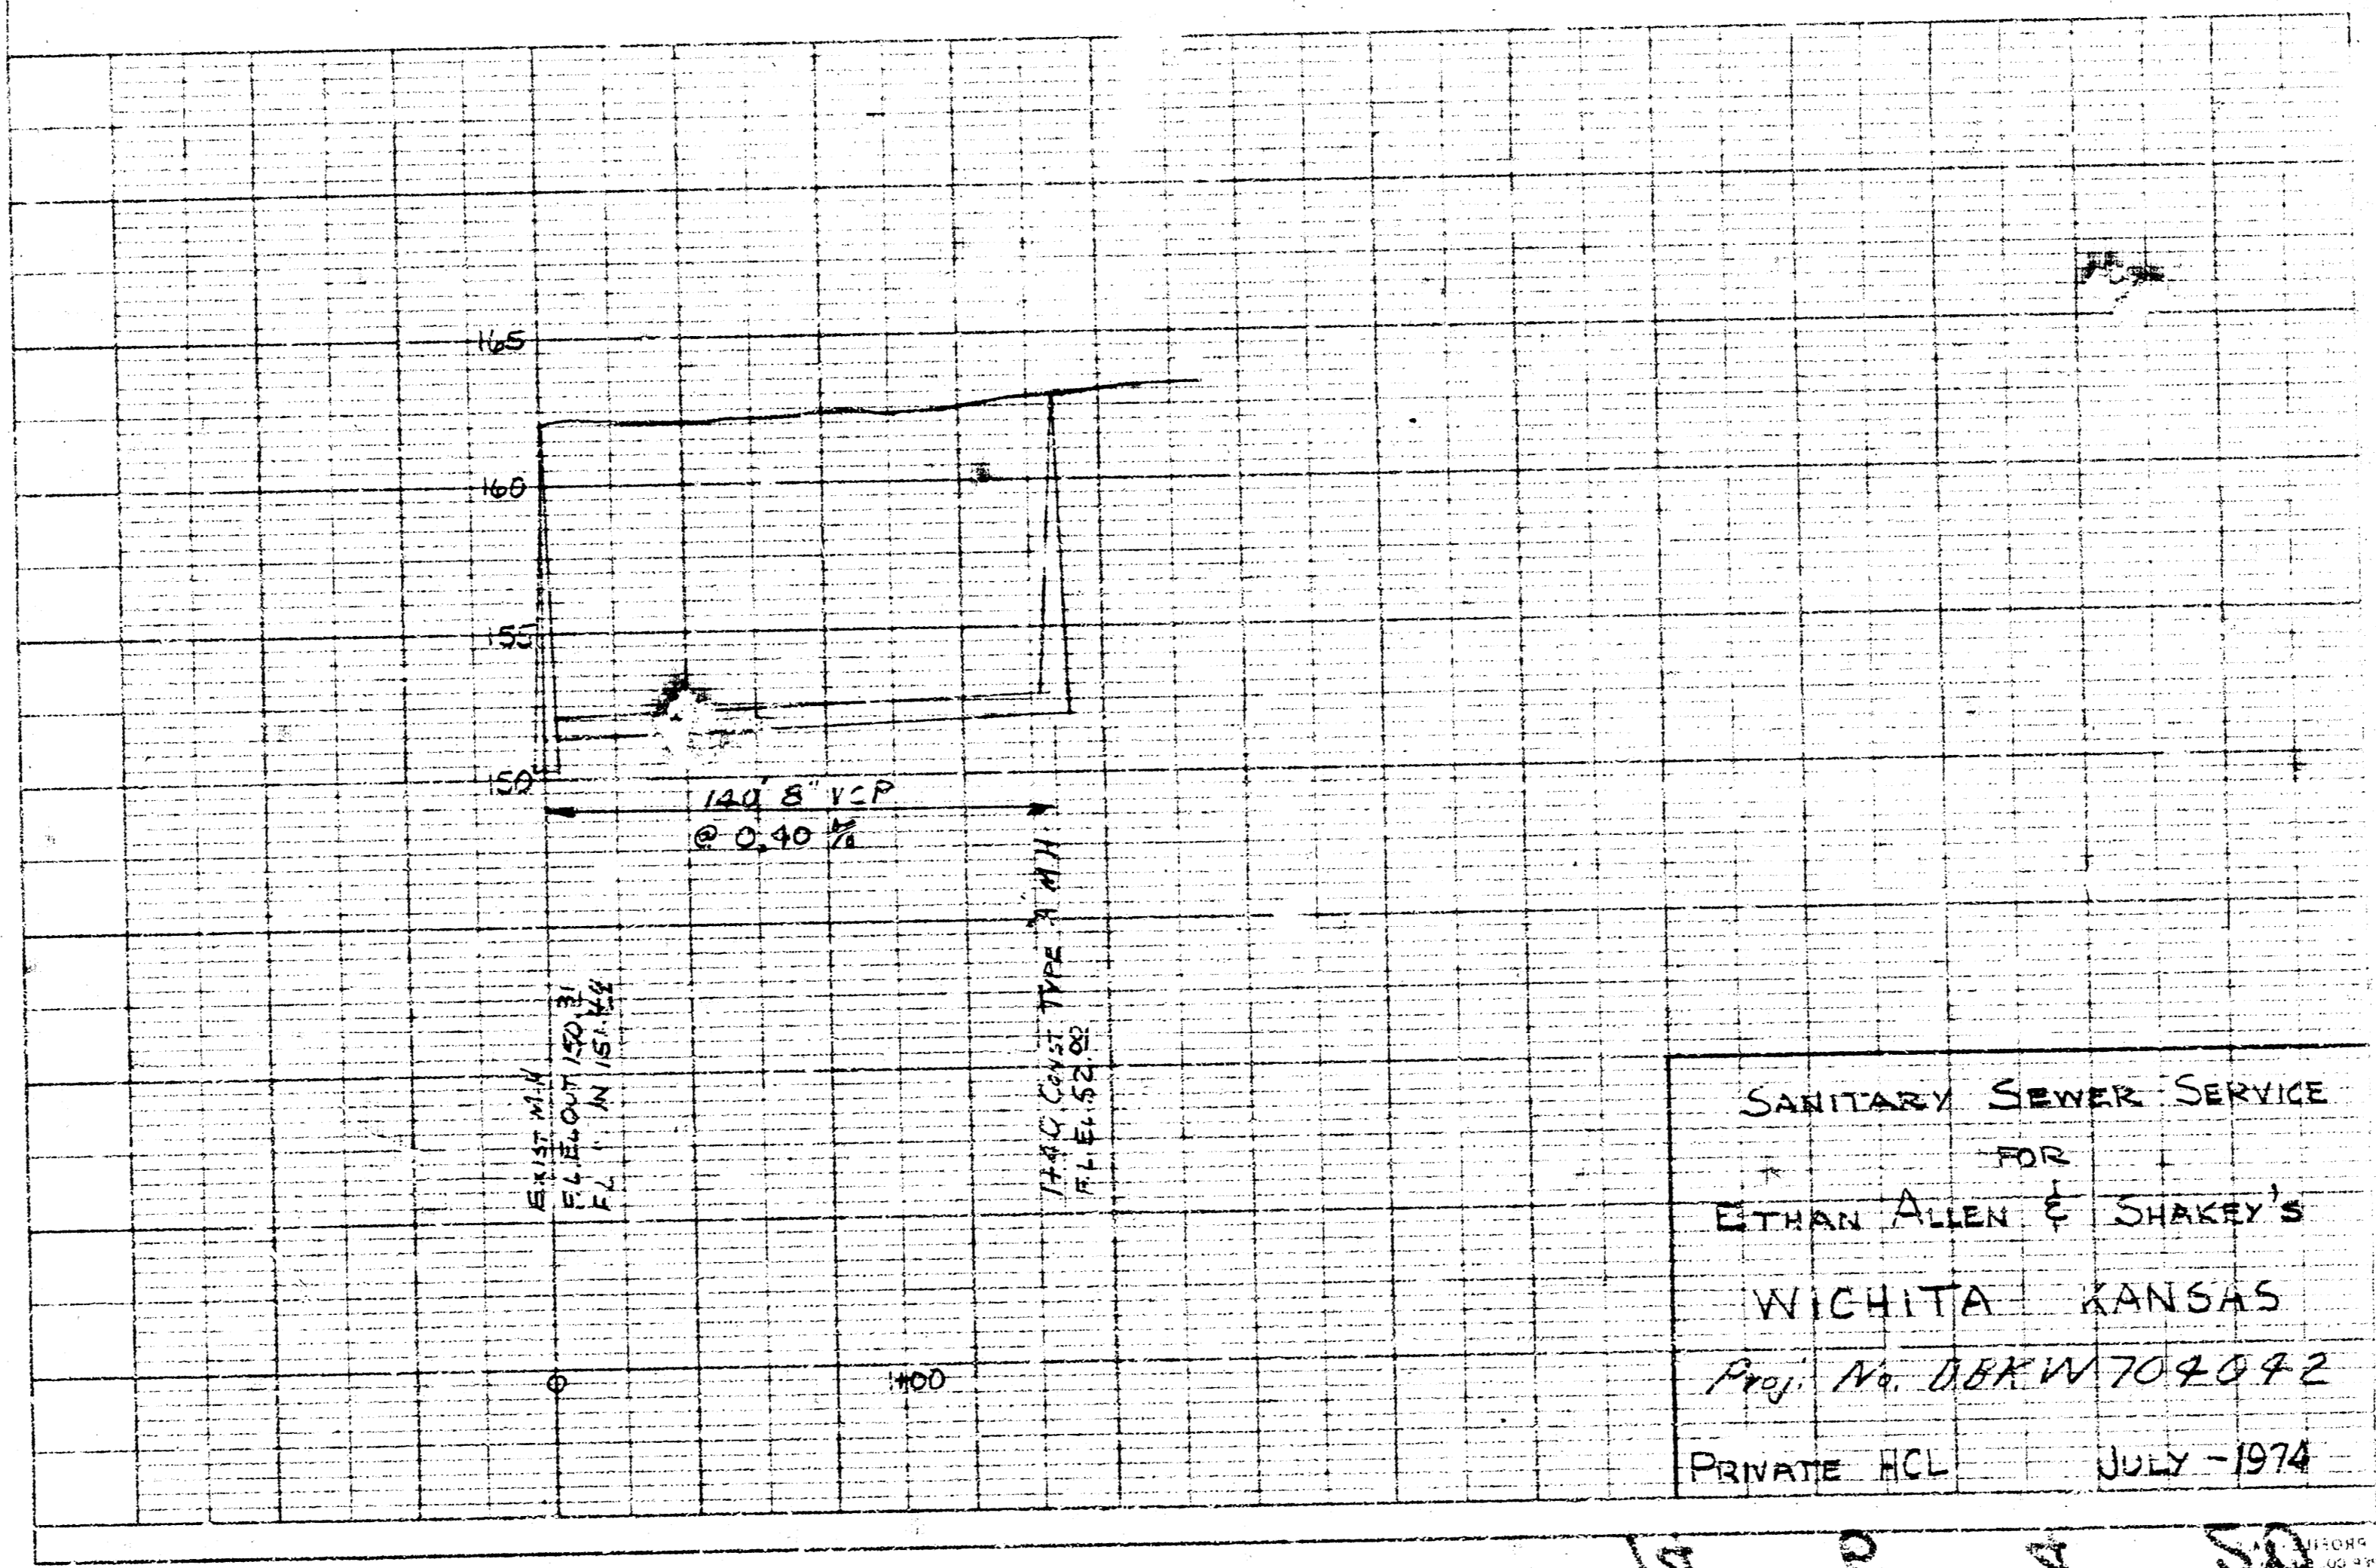 165
160
155
150
140' 8" VCP
@ 0.40 %
EXIST M.H
F.L. EL. OUT 150.31
F.L. " IN 151.44
1+40 CONST TYPE "A" M.H
F.L. EL. 152.00
0
1+00
SANITARY SEWER SERVICE
FOR
ETHAN ALLEN & SHAKEY'S
WICHITA KANSAS
Proj. No. DBKW 704042
PRIVATE HCL JULY - 1974